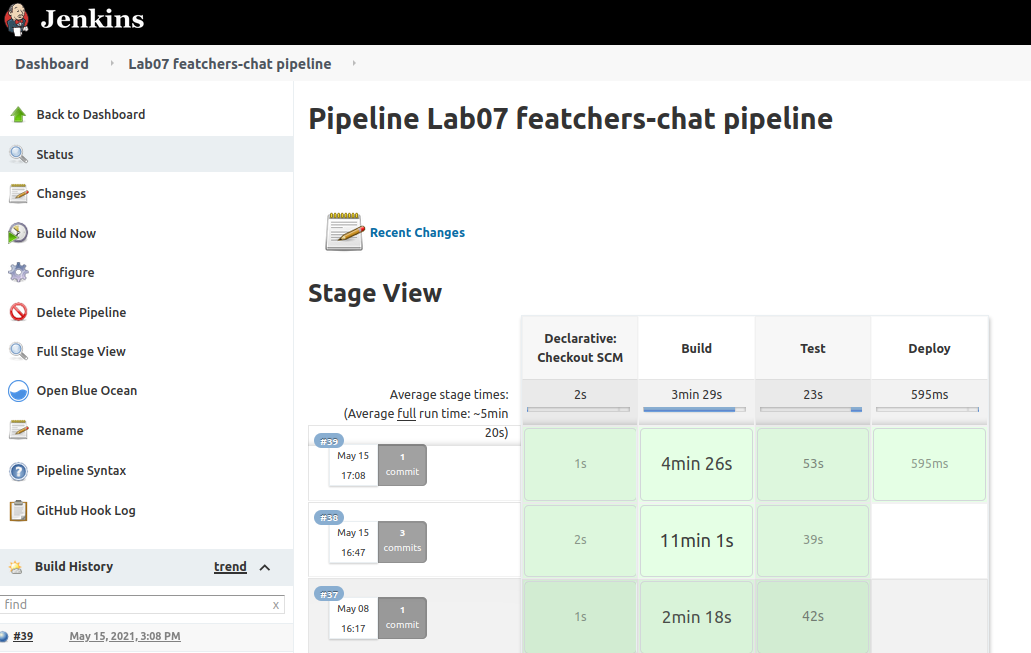 Jenkins
Dashboard
Lab07 featchers-chat pipeline
Back to Dashboard
Status
Changes
Build Now
Configure
Delete Pipeline
Full Stage View
Open Blue Ocean
Rename
Pipeline Syntax
GitHub Hook Log
Build History
trend
find
x
#39
May 15, 2021, 3:08 PM
Pipeline Lab07 featchers-chat pipeline
Recent Changes
Stage View
Declarative:
Checkout SCM
Build
Test
Deploy
Average stage times:
(Average full run time: ~5min
20s)
2s
3min 29s
23s
595ms
#39
May 15
17:08
1
commit
1s
4min 26s
53s
595ms
#38
May 15
16:47
3
commits
2s
11min 1s
39s
#37
May 08
16:17
1
commit
1s
2min 18s
42s